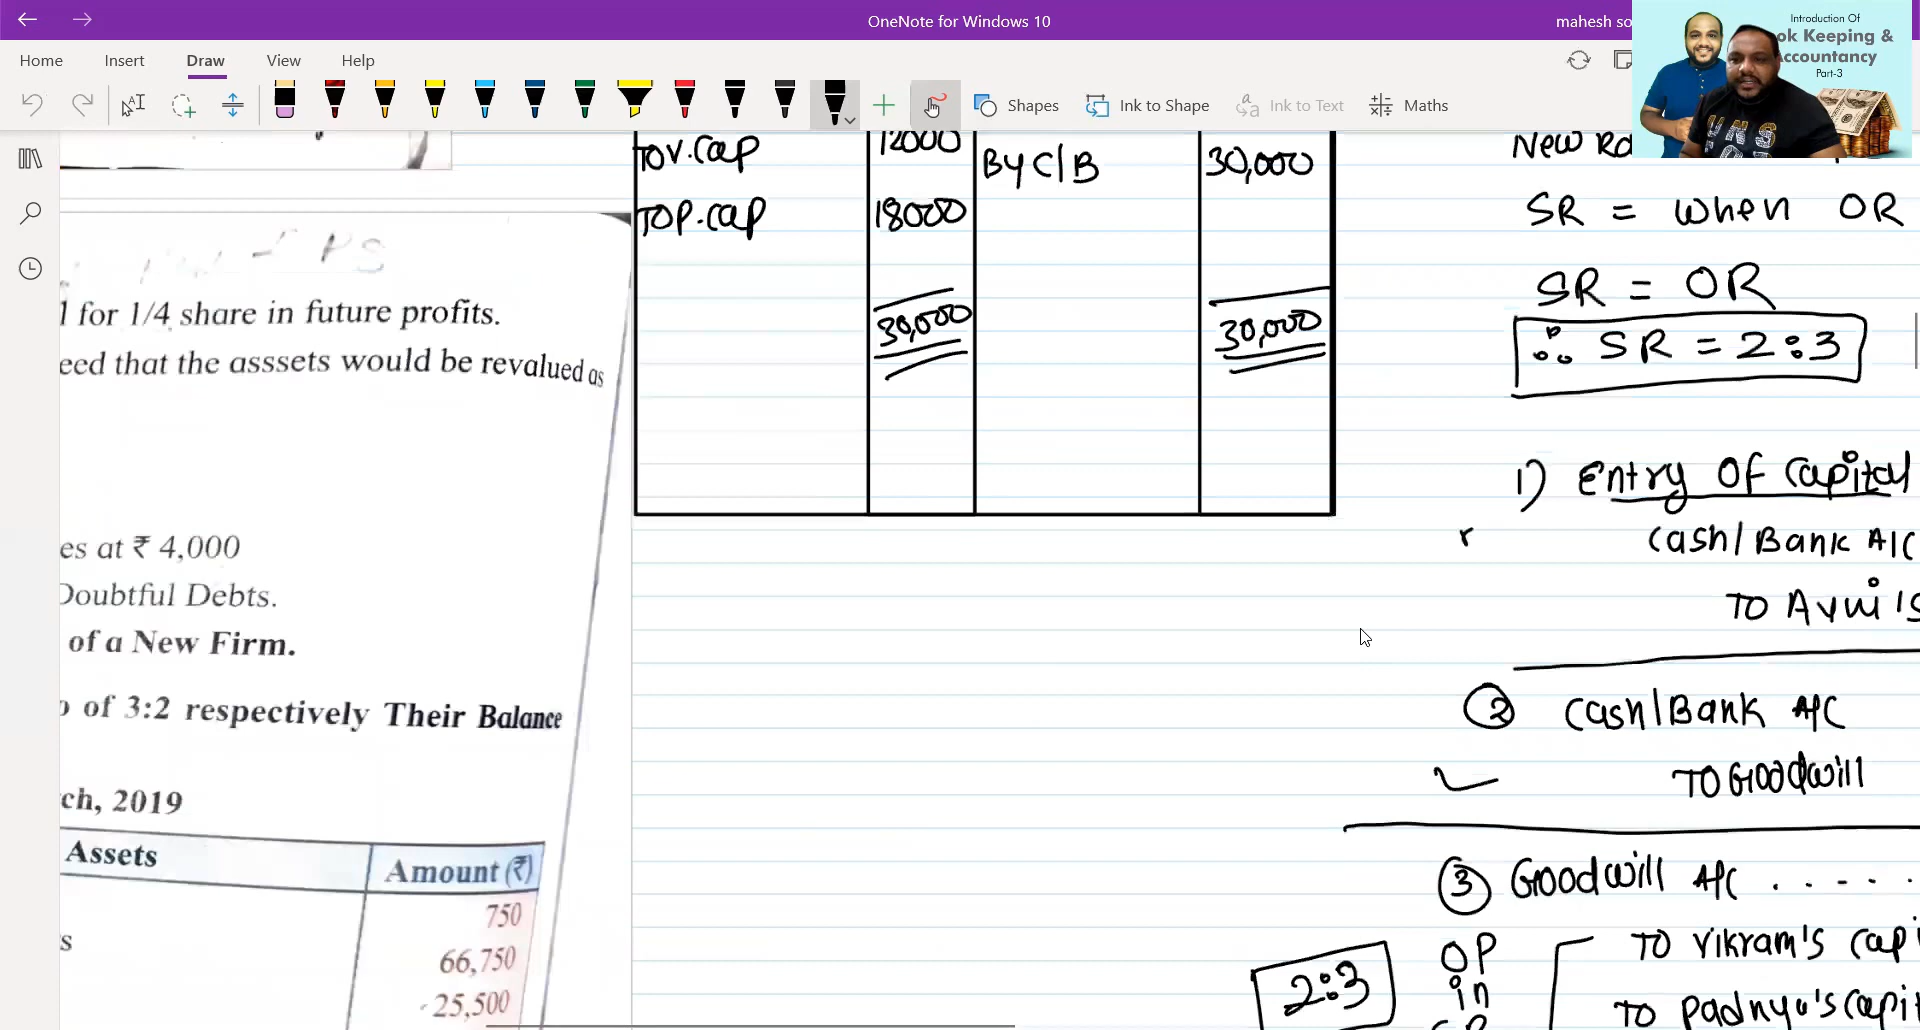 OneNote for Windows 10
mahesh so
Home
Insert
Draw
View
Help
Shapes
Ink to Shape
Ink to Text
Maths
Introduction Of
ok Keeping &
ccountancy
Part-3
l for 1/4 share in future profits.
eed that the asssets would be revalued as
es at ₹ 4,000
Doubtful Debts.
of a New Firm.
of 3:2 respectively Their Balance
ch, 2019
Assets
Amount (₹)
750
s
66,750
25,500
TOV.Cap 12000 By C/B 30,000
TOP.Cap 18000
30,000 30,000
New Ra
SR = when OR
SR = OR
∴ SR = 2:3
1) Entry Of Capital
Cash/Bank A/C
TO Avni's
2 Cash/Bank A/C
TO Goodwill
3 Goodwill A/C . . . . . .
TO Vikram's Capi
TO Padnyu's Capit
2:3
OP
in